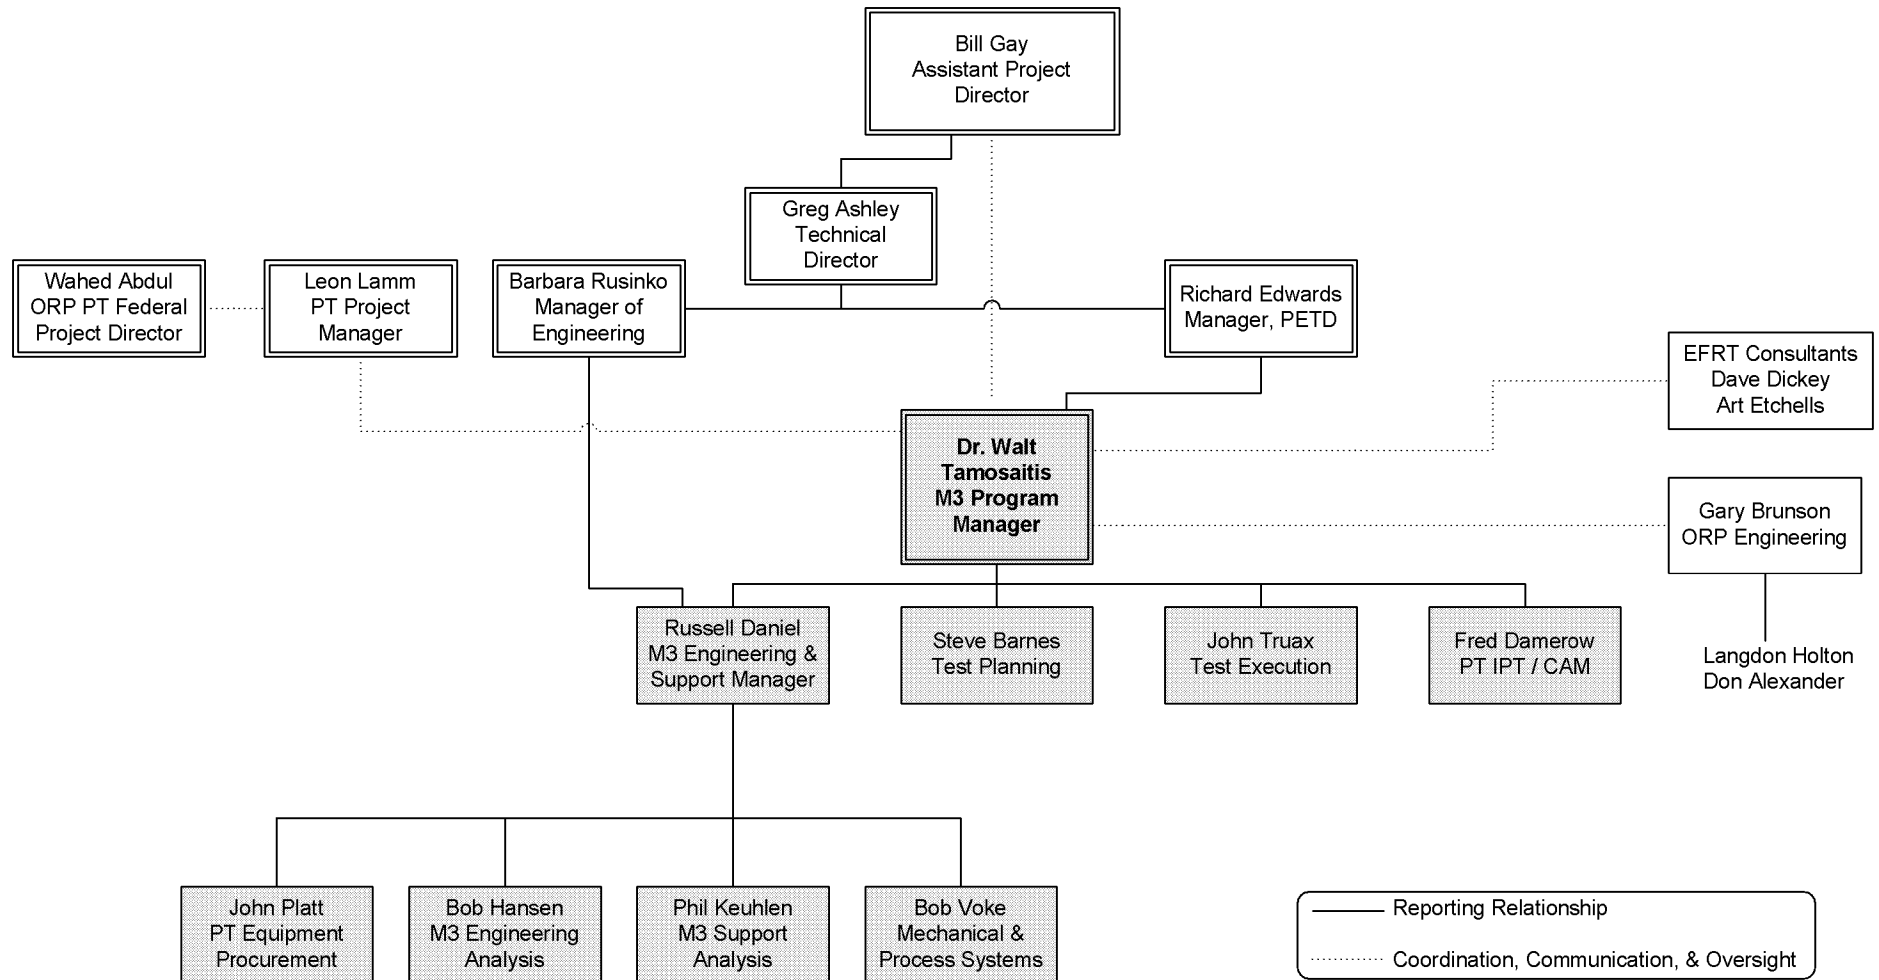 Bill Gay
Assistant Project
Director
Greg Ashley
Technical
Director
Wahed Abdul
ORP PT Federal
Project Director
Leon Lamm
PT Project
Manager
Barbara Rusinko
Manager of
Engineering
Richard Edwards
Manager, PETD
EFRT Consultants
Dave Dickey
Art Etchells
Dr. Walt
Tamosaitis
M3 Program
Manager
Gary Brunson
ORP Engineering
Russell Daniel
M3 Engineering &
Support Manager
Steve Barnes
Test Planning
John Truax
Test Execution
Fred Damerow
PT IPT / CAM
Langdon Holton
Don Alexander
John Platt
PT Equipment
Procurement
Bob Hansen
M3 Engineering
Analysis
Phil Keuhlen
M3 Support
Analysis
Bob Voke
Mechanical &
Process Systems
Reporting Relationship
Coordination, Communication, & Oversight